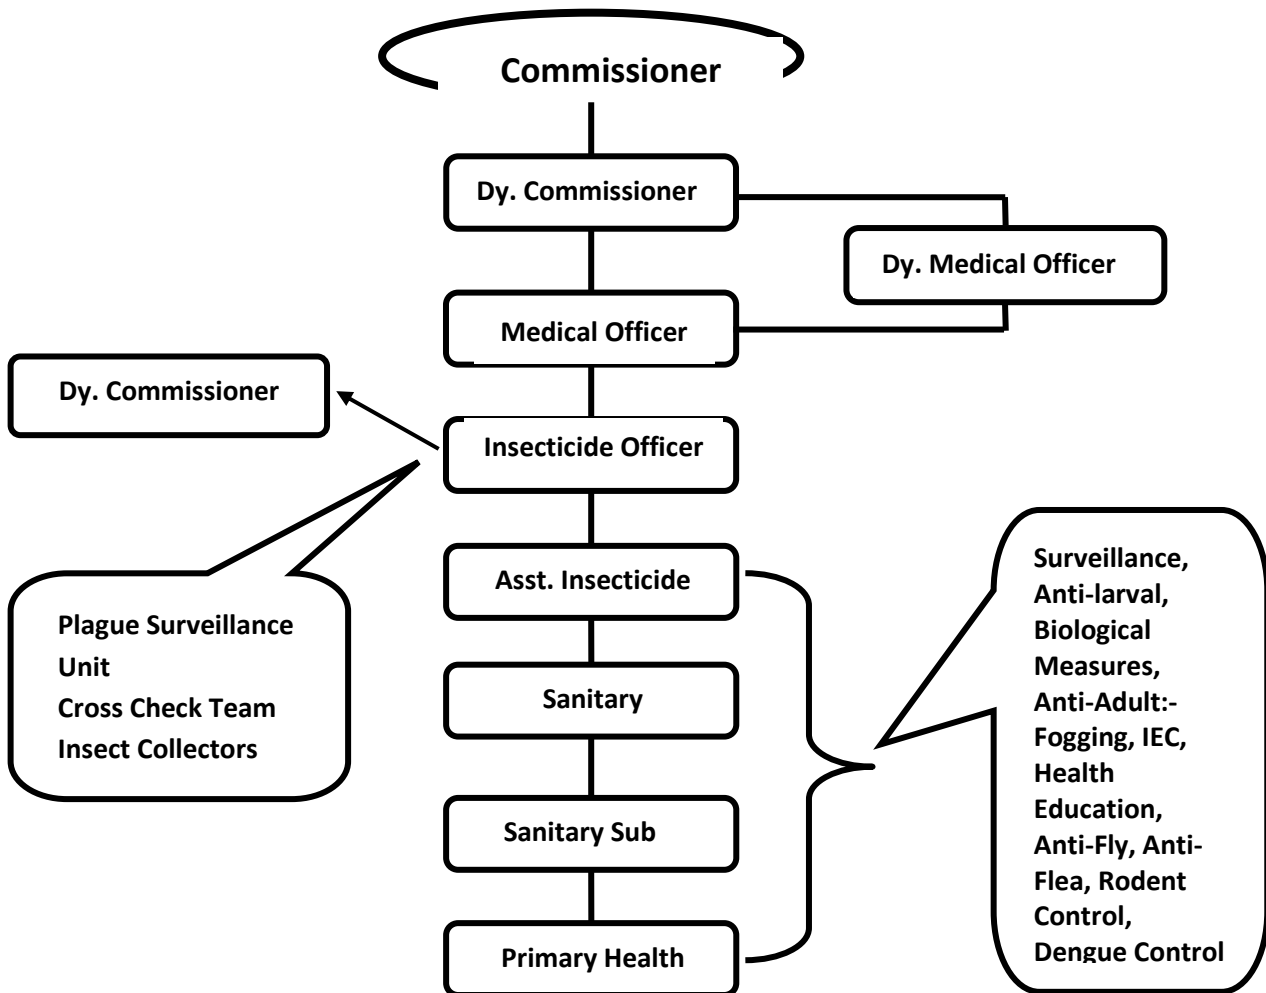 Commissioner
Dy. Commissioner
Dy. Medical Officer
Medical Officer
Dy. Commissioner
Insecticide Officer
Asst. Insecticide
Plague Surveillance
Unit
Cross Check Team
Insect Collectors
Sanitary
Sanitary Sub
Primary Health
Surveillance,
Anti-larval,
Biological
Measures,
Anti-Adult:-
Fogging, IEC,
Health
Education,
Anti-Fly, Anti-
Flea, Rodent
Control,
Dengue Control